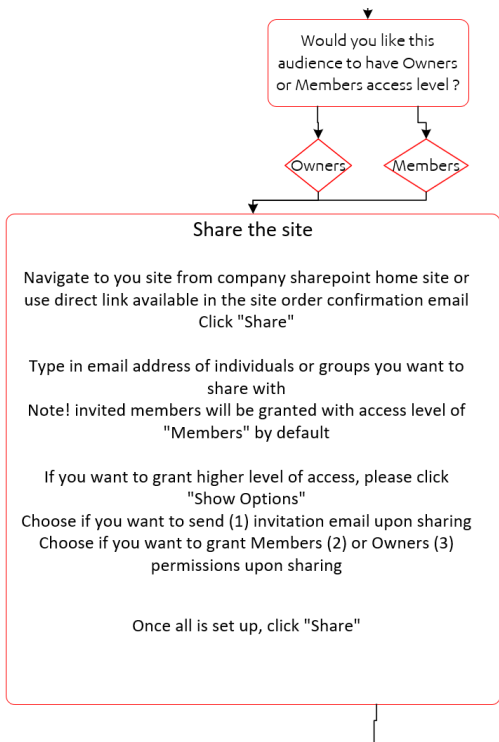 Would you like this
audience to have Owners
or Members access level ?
Owners
Members
Share the site
Navigate to you site from company sharepoint home site or
use direct link available in the site order confirmation email
Click "Share"
Type in email address of individuals or groups you want to
share with
Note! invited members will be granted with access level of
"Members" by default
If you want to grant higher level of access, please click
"Show Options"
Choose if you want to send (1) invitation email upon sharing
Choose if you want to grant Members (2) or Owners (3)
permissions upon sharing
Once all is set up, click "Share"